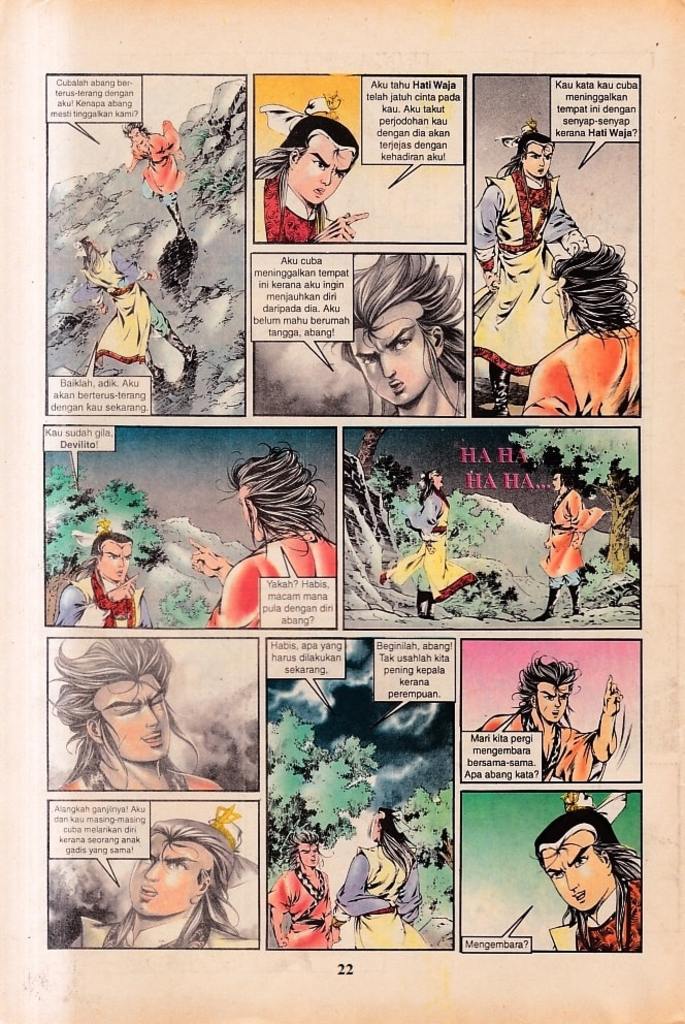 Cubalah abang ber-
terus-terang dengan
aku! Kenapa abang
mesti tinggalkan kami?
Baiklah, adik. Aku
akan berterus-terang
dengan kau sekarang.
Aku tahu Hati Waja
telah jatuh cinta pada
kau. Aku takut
perjodohan kau
dengan dia akan
terjejas dengan
kehadiran aku!
Aku cuba
meninggalkan tempat
ini kerana aku ingin
menjauhkan diri
daripada dia. Aku
belum mahu berumah
tangga, abang!
Kau kata kau cuba
meninggalkan
tempat ini dengan
senyap-senyap
kerana Hati Waja?
Kau sudah gila,
Devilito!
Yakah? Habis,
macam mana
pula dengan diri
abang?
HA HA
HA HA...
Alangkah ganjilnya! Aku
dan kau masing-masing
cuba melarikan diri
kerana seorang anak
gadis yang sama!
Habis, apa yang
harus dilakukan
sekarang,
Beginilah, abang!
Tak usahlah kita
pening kepala
kerana
perempuan.
Mari kita pergi
mengembara
bersama-sama.
Apa abang kata?
Mengembara?
22